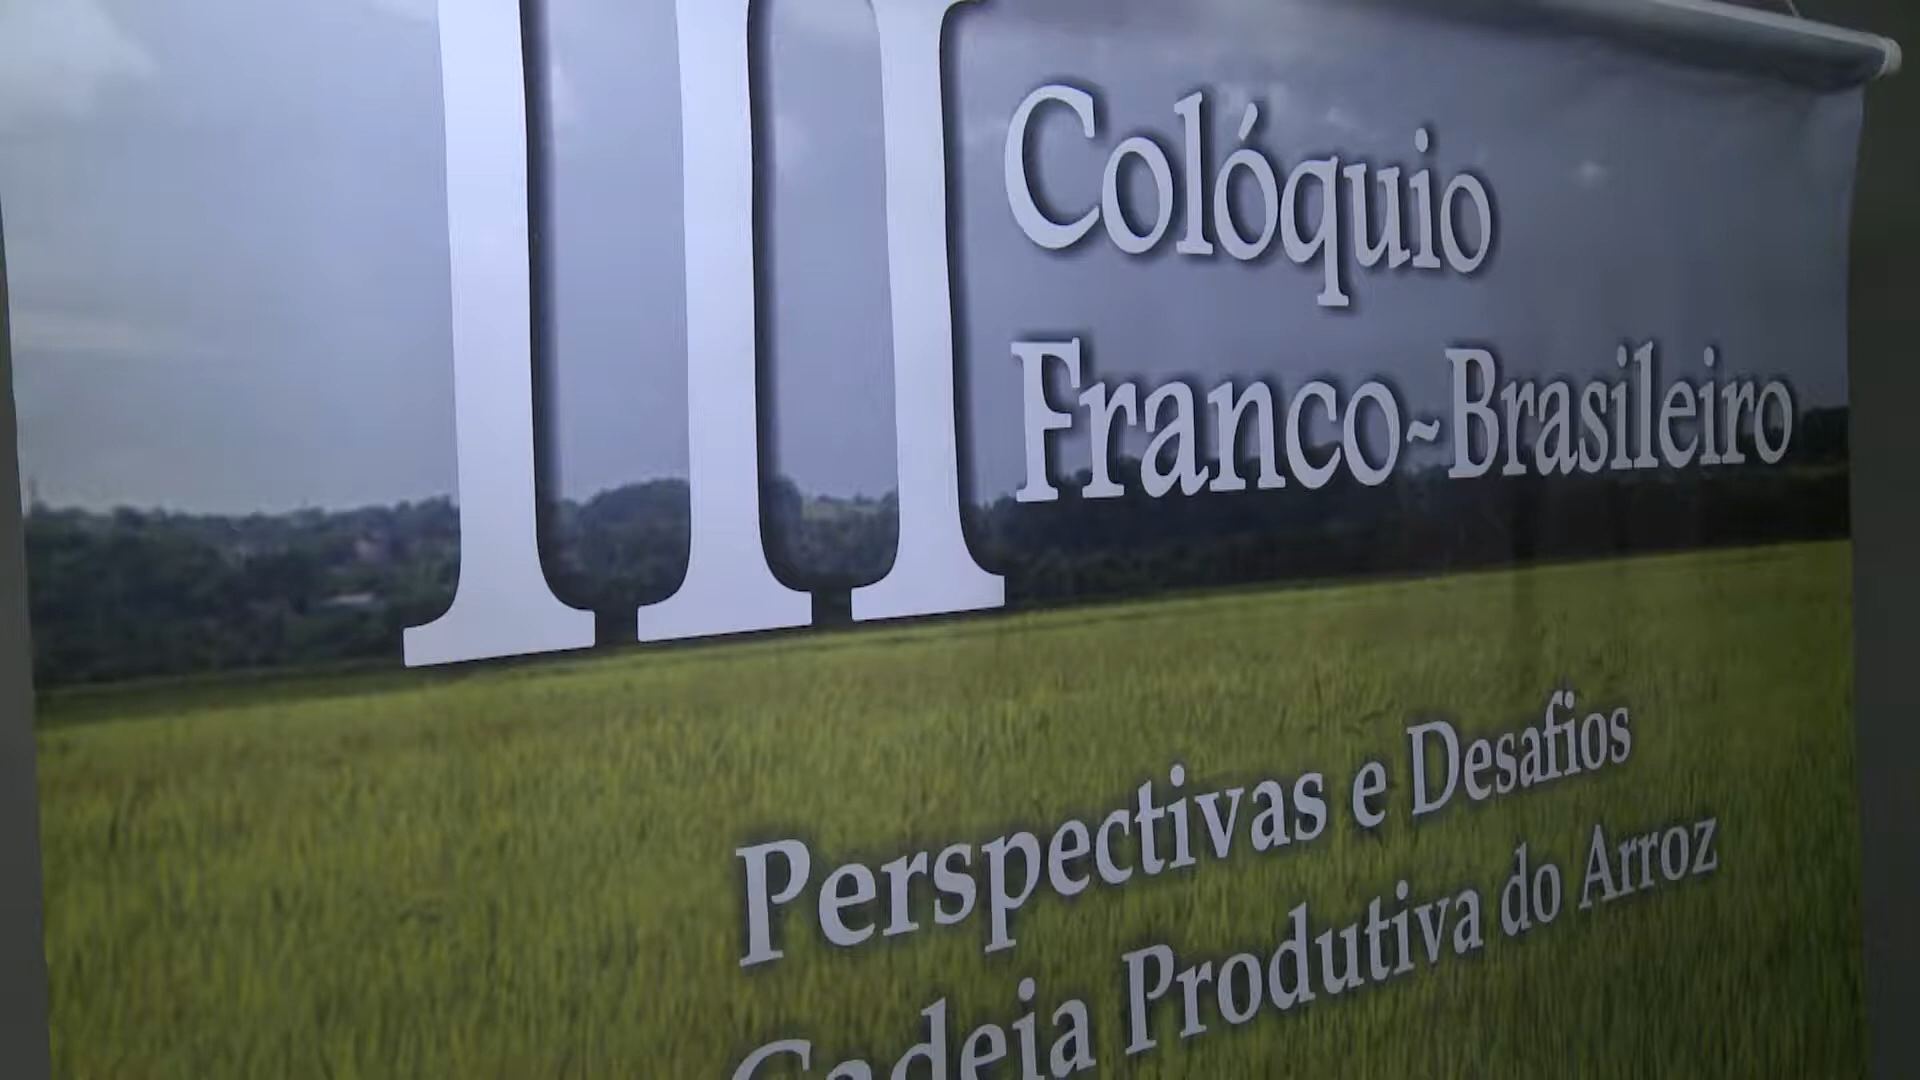 III
Colóquio
Franco-Brasileiro
Perspectivas e Desafios
Cadeia Produtiva do Arroz